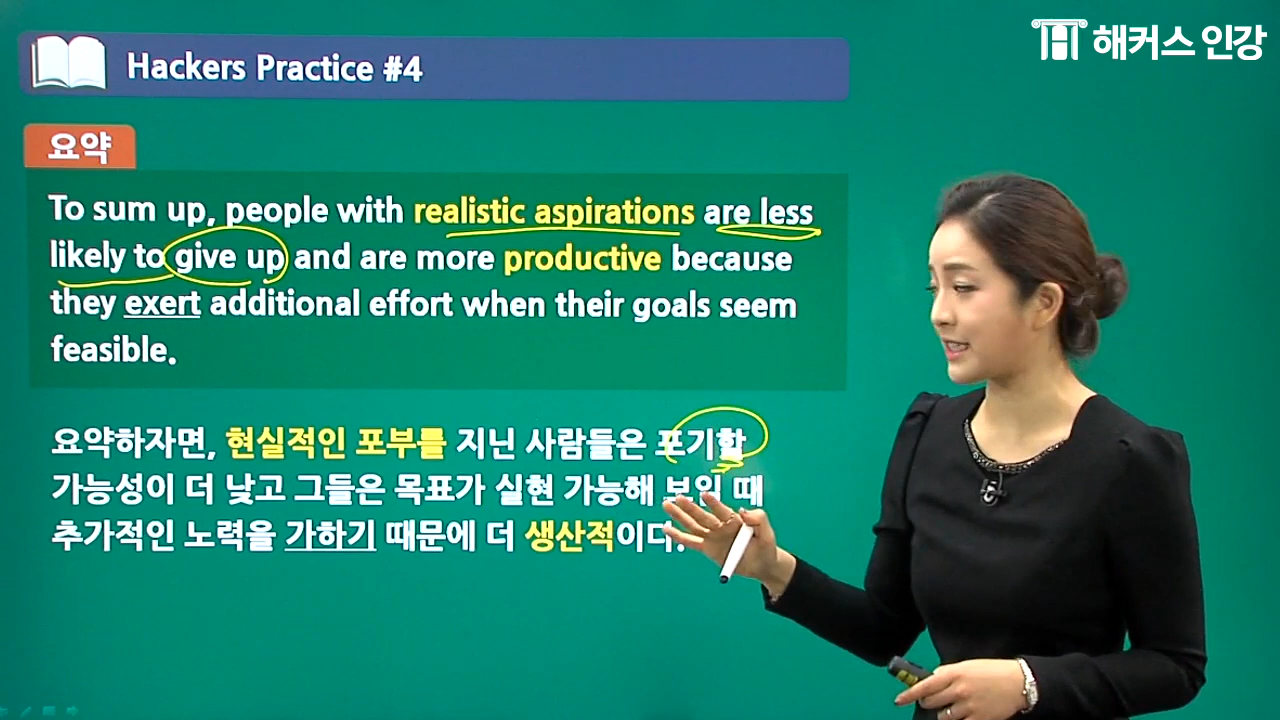 해커스 인강
Hackers Practice #4
요약
To sum up, people with realistic aspirations are less
likely to give up and are more productive because
they exert additional effort when their goals seem
feasible.
요약하자면, 현실적인 포부를 지닌 사람들은 포기할
가능성이 더 낮고 그들은 목표가 실현 가능해 보일 때
추가적인 노력을 가하기 때문에 더 생산적이다.